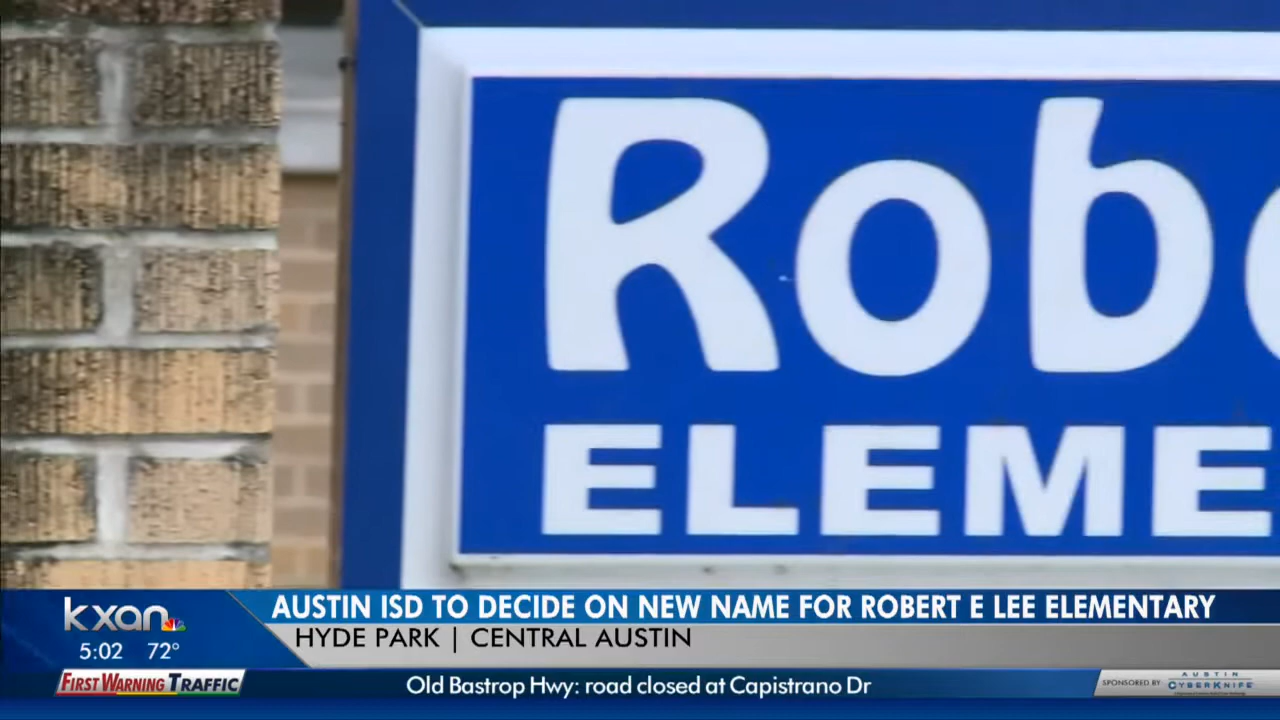 Rob
ELEME
kxan
AUSTIN ISD TO DECIDE ON NEW NAME FOR ROBERT E LEE ELEMENTARY
HYDE PARK | CENTRAL AUSTIN
5:02 72°
FIRST WARNING TRAFFIC
Old Bastrop Hwy: road closed at Capistrano Dr
SPONSORED BY
AUSTIN
CYBERKNIFE